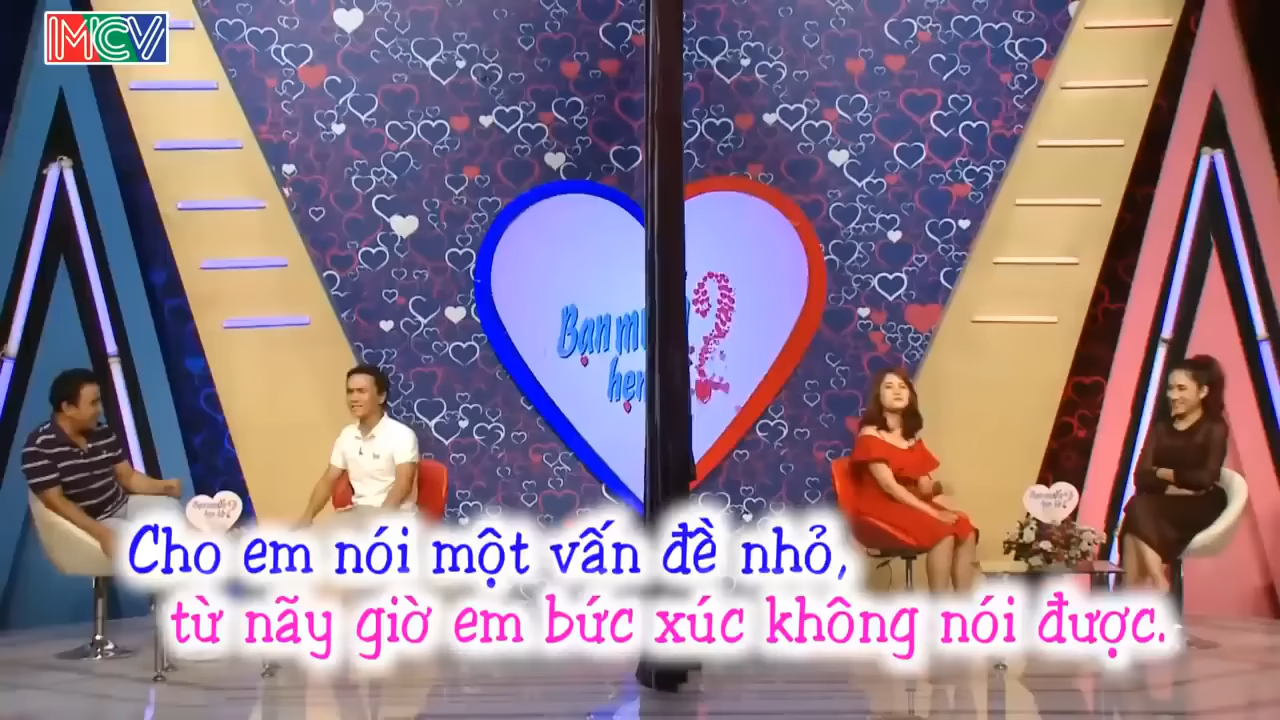 MCV
Bạn mu
hẹn
?
Cho em nói một vấn đề nhỏ,
từ nãy giờ em bức xúc không nói được.